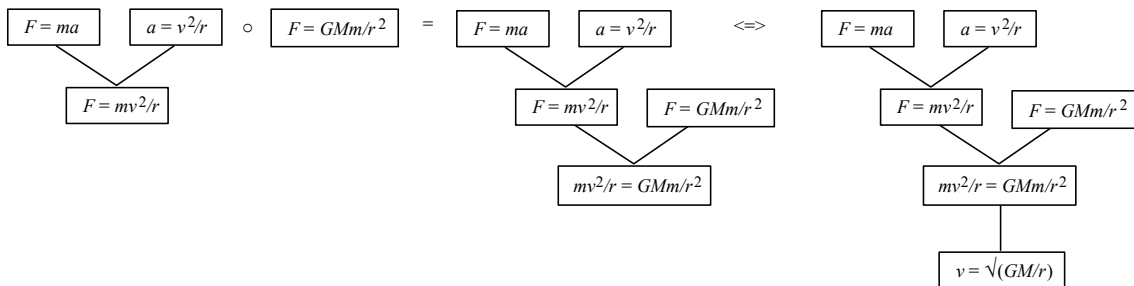 F = ma a = v²/r ○ F = GMm/r² = F = ma a = v²/r <=> F = ma a = v²/r
F = mv²/r F = mv²/r F = GMm/r² F = mv²/r F = GMm/r²
mv²/r = GMm/r² mv²/r = GMm/r²
v = √(GM/r)